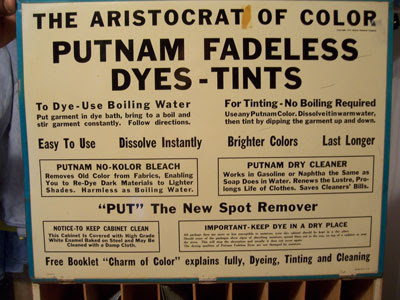 THE ARISTOCRAT OF COLOR
PUTNAM FADELESS
DYES-TINTS
To Dye-Use Boiling Water
Put garment in dye bath, bring to a boil and
stir garment constantly. Follow directions.
For Tinting-No Boiling Required
Use any Putnam Color. Dissolve it in warm water,
then tint by dipping the garment up and down.
Easy To Use Dissolve Instantly Brighter Colors Last Longer
PUTNAM NO-KOLOR BLEACH
Removes Old Color from Fabrics, Enabling
You to Re-Dye Dark Materials to Lighter
Shades. Harmless as Boiling Water.
PUTNAM DRY CLEANER
Works in Gasoline or Naphtha the Same as
Soap Does in Water. Renews the Lustre, Pro-
longs Life of Clothes. Saves Cleaners' Bills.
"PUT" The New Spot Remover
NOTICE-TO KEEP CABINET CLEAN
This Cabinet is Covered with High Grade
White Enamel Baked on Steel and May Be
Cleaned with a Damp Cloth.
IMPORTANT-KEEP DYE IN A DRY PLACE
Free Booklet "Charm of Color" explains fully, Dyeing, Tinting and Cleaning